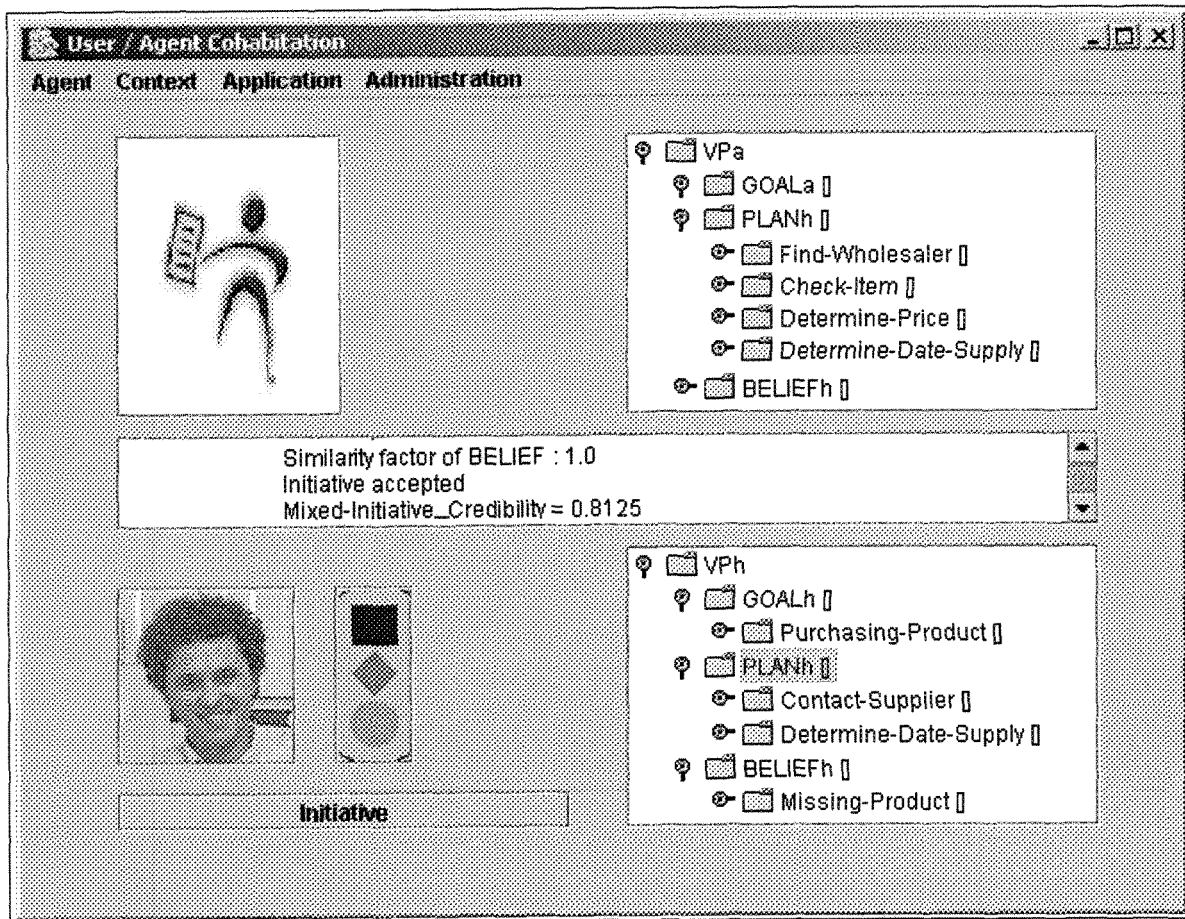 User / Agent Cohabitation
Agent Context Application Administration
VPa
GOALa []
PLANh []
Find-Wholesaler []
Check-Item []
Determine-Price []
Determine-Date-Supply []
BELIEFh []
Similarity factor of BELIEF : 1.0
Initiative accepted
Mixed-Initiative_Credibility = 0.8125
VPh
GOALh []
Purchasing-Product []
PLANh []
Contact-Supplier []
Determine-Date-Supply []
BELIEFh []
Missing-Product []
Initiative